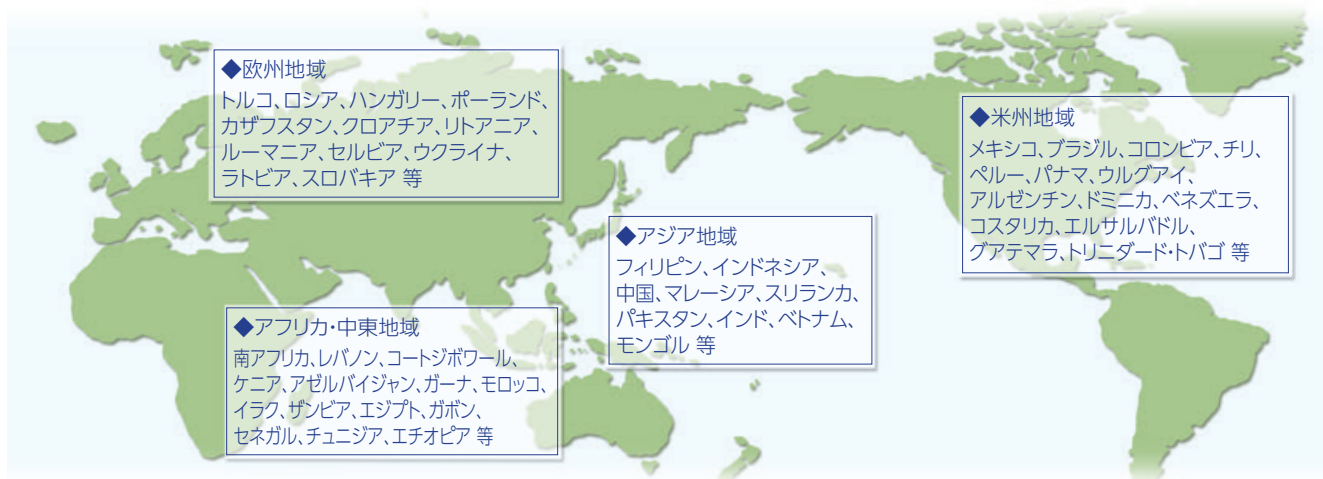 ◆欧州地域
トルコ、ロシア、ハンガリー、ポーランド、
カザフスタン、クロアチア、リトアニア、
ルーマニア、セルビア、ウクライナ、
ラトビア、スロバキア 等
◆米州地域
メキシコ、ブラジル、コロンビア、チリ、
ペルー、パナマ、ウルグアイ、
アルゼンチン、ドミニカ、ベネズエラ、
コスタリカ、エルサルバドル、
グアテマラ、トリニダード・トバゴ 等
◆アジア地域
フィリピン、インドネシア、
中国、マレーシア、スリランカ、
パキスタン、インド、ベトナム、
モンゴル 等
◆アフリカ・中東地域
南アフリカ、レバノン、コートジボワール、
ケニア、アゼルバイジャン、ガーナ、モロッコ、
イラク、ザンビア、エジプト、ガボン、
セネガル、チュニジア、エチオピア 等